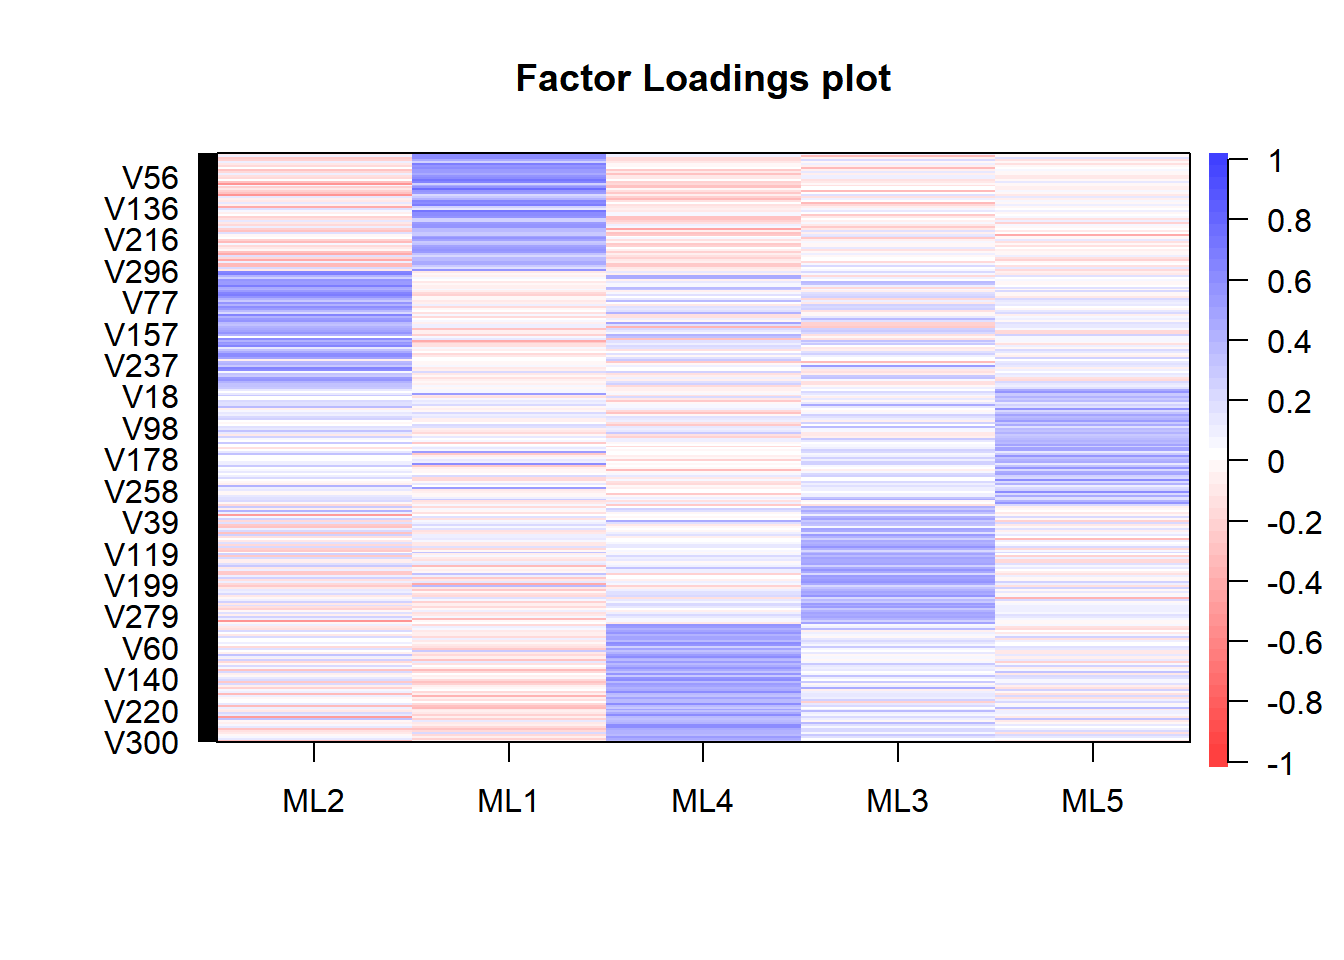 Factor Loadings plot
V56
V136
V216
V296
V77
V157
V237
V18
V98
V178
V258
V39
V119
V199
V279
V60
V140
V220
V300
1
0.8
0.6
0.4
0.2
0
-0.2
-0.4
-0.6
-0.8
-1
ML2 ML1 ML4 ML3 ML5